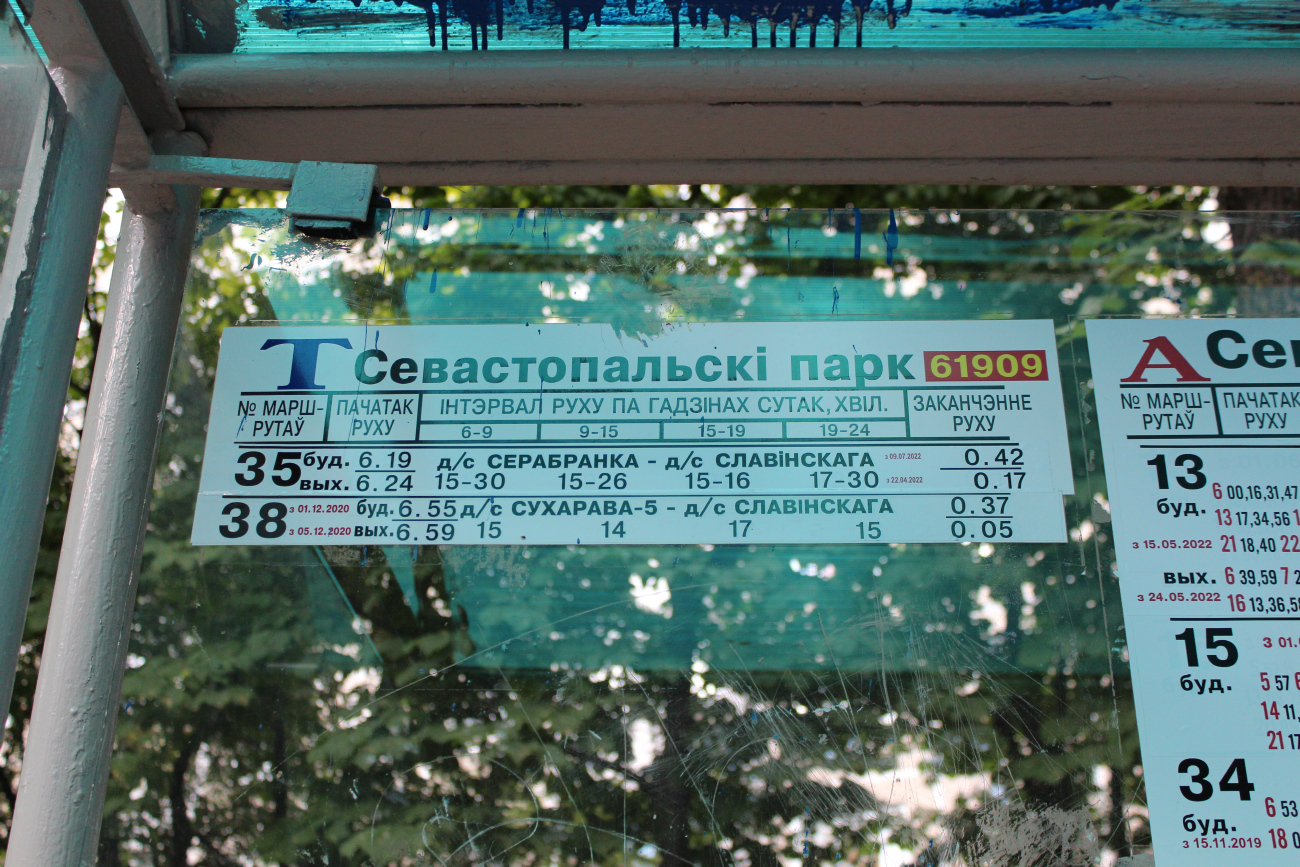 Т Севастопальскі парк 61909
№ МАРШ-РУТАЎ ПАЧАТАК РУХУ ІНТЭРВАЛ РУХУ ПА ГАДЗІНАХ СУТАК, ХВІЛ. ЗАКАНЧЭННЕ РУХУ
6-9 9-15 15-19 19-24
35 буд. 6.19 д/с СЕРАБРАНКА - д/с СЛАВІНСКАГА з 09.07.2022 0.42
вых. 6.24 15-30 15-26 15-16 17-30 з 22.04.2022 0.17
38 з 01.12.2020 буд. 6.55 д/с СУХАРАВА-5 - д/с СЛАВІНСКАГА 0.37
з 05.12.2020 вых. 6.59 15 14 17 15 0.05
А Се
№ МАРШ-РУТАЎ ПАЧАТАК РУХУ
13 6 00,16,31,47
буд. 13 17,34,56
з 15.05.2022 21 18,40 22
вых. 6 39,59 7
з 24.05.2022 16 13,36,
15 з 01.
буд. 5 57
14 11,
21
34 6 53
буд.
з 15.11.2019 18